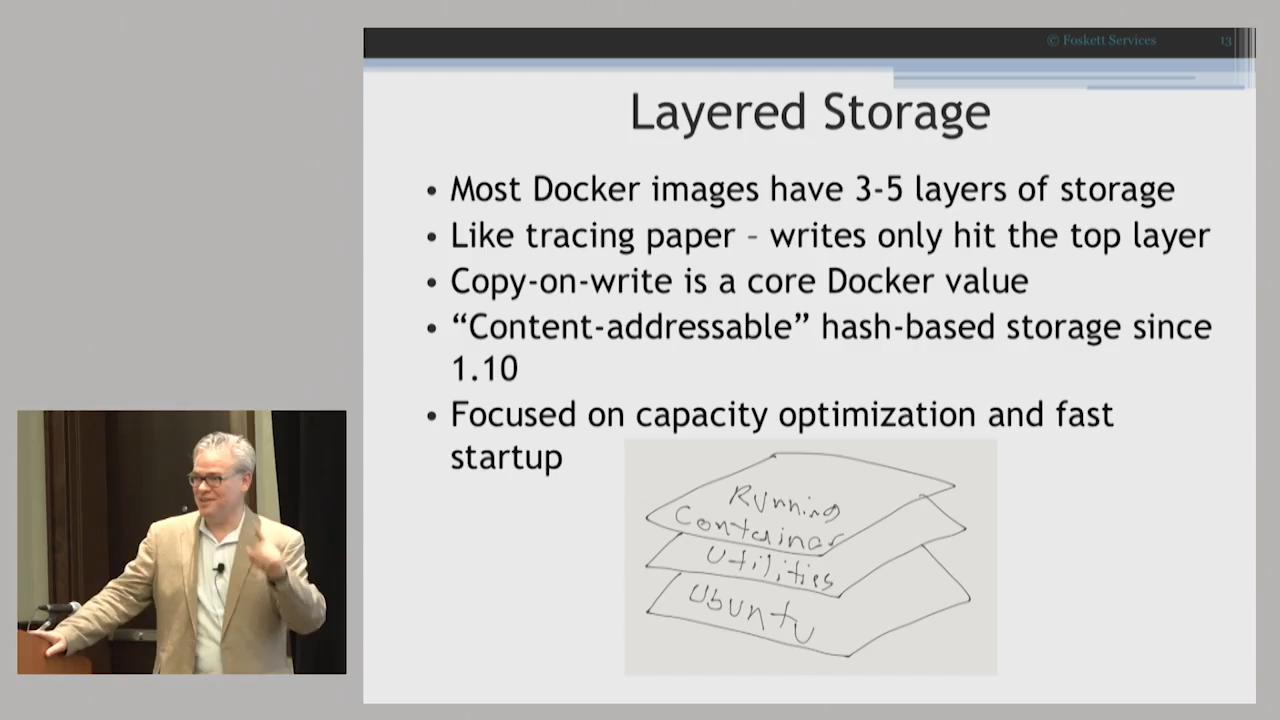 © Foskett Services 13
Layered Storage
• Most Docker images have 3-5 layers of storage
• Like tracing paper – writes only hit the top layer
• Copy-on-write is a core Docker value
• “Content-addressable” hash-based storage since
1.10
• Focused on capacity optimization and fast
startup
Running
Container
Utilities
Ubuntu